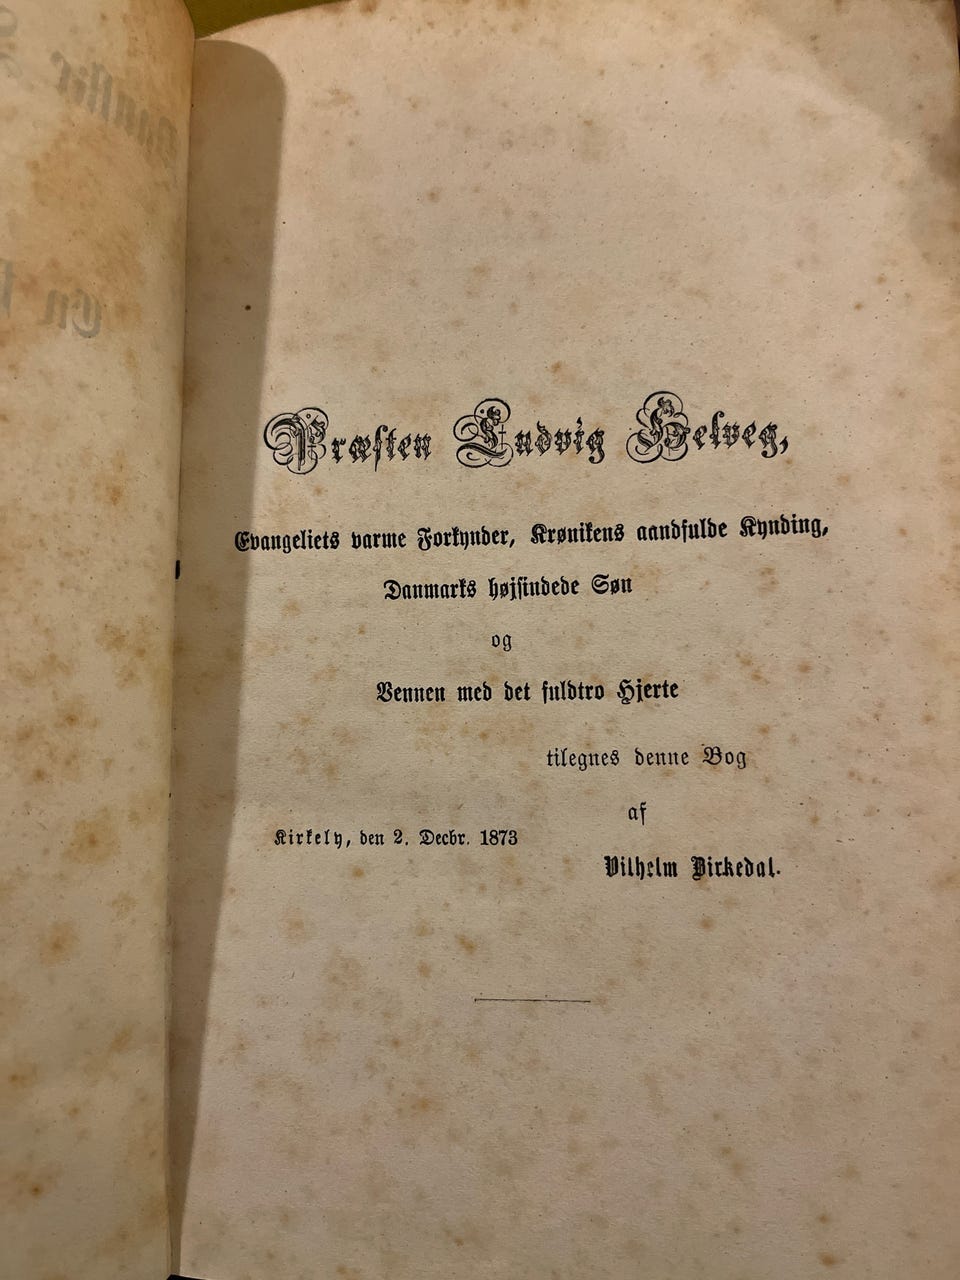 Præsten Ludvig Helveg,
Evangeliets varme Forkynder, Krønikens aandfulde Kynding,
Danmarks højsindede Søn
og
Vennen med det fuldtro Hjerte
tilegnes denne Bog
af
Kirkely, den 2. Decbr. 1873
Vilhelm Birkedal.